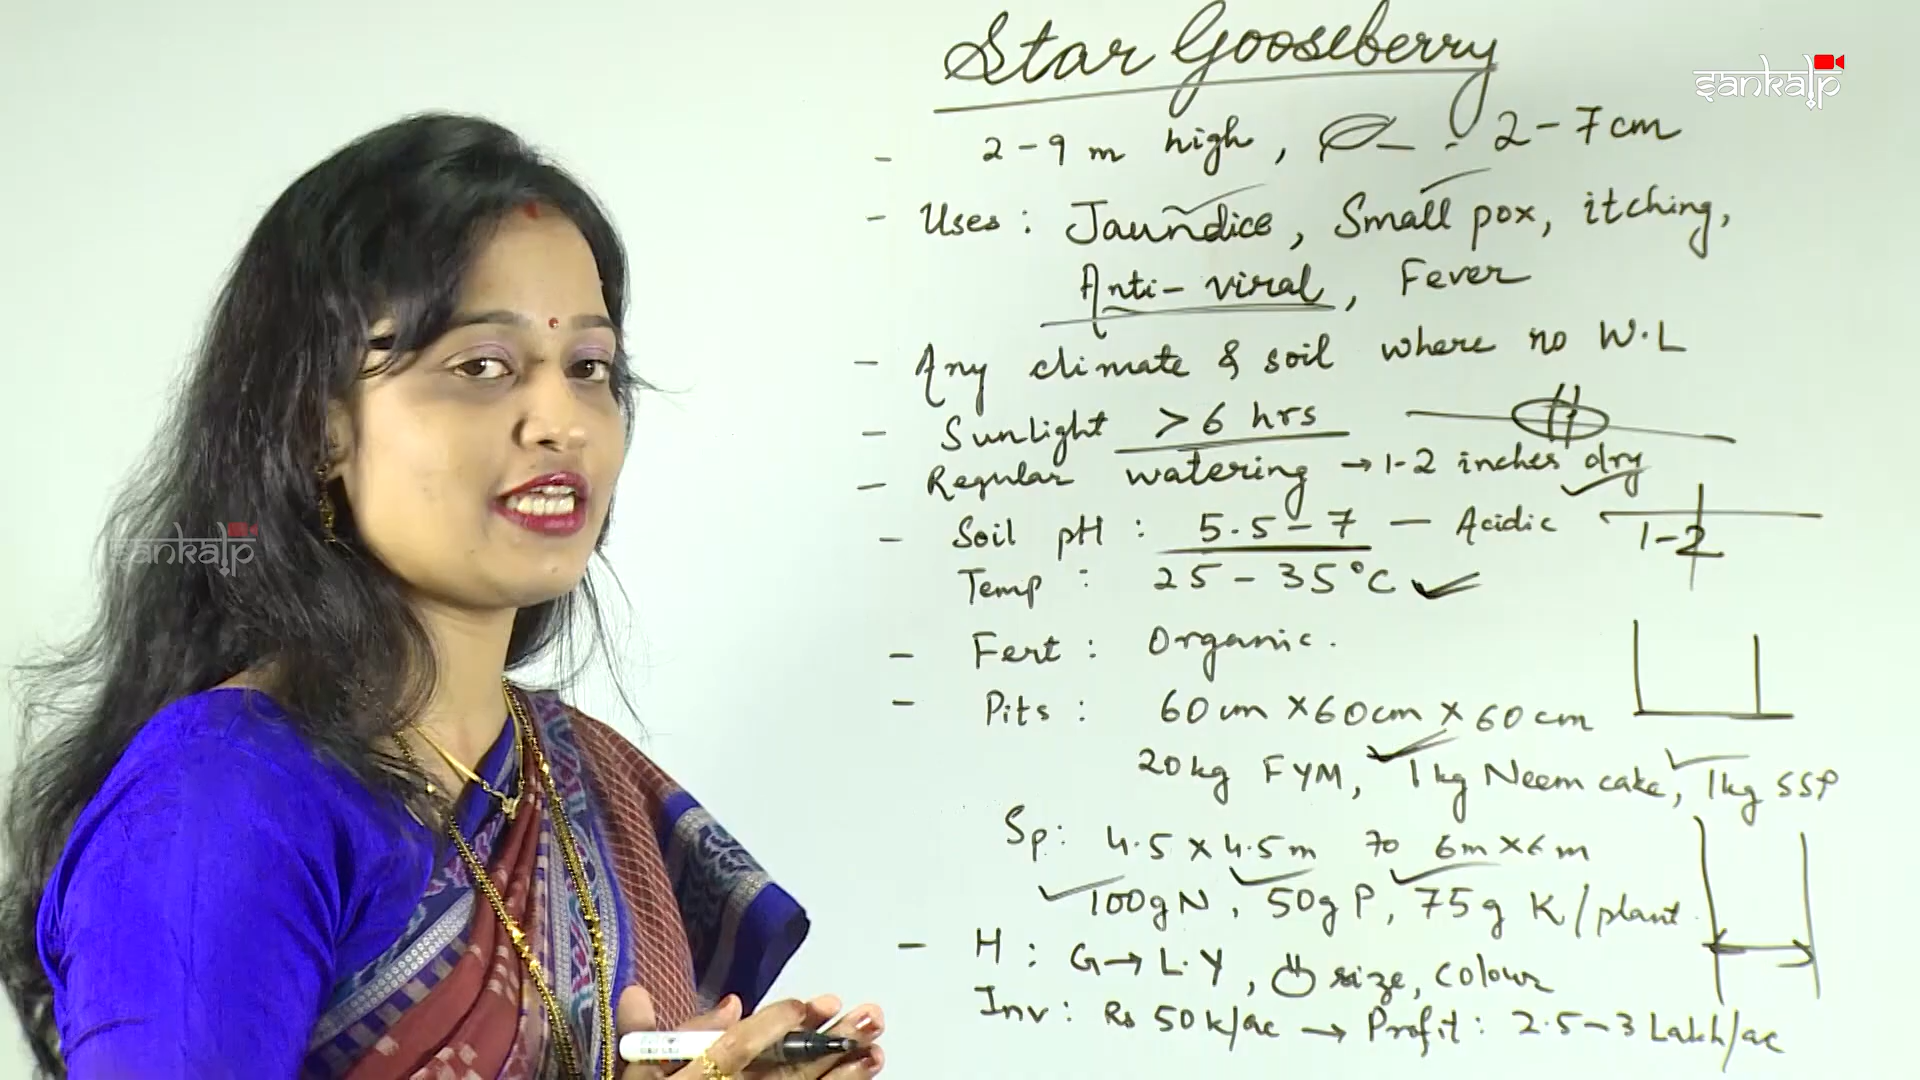 Star Gooseberry
sankalp
- 2-9 m high, 2-7cm
- Uses: Jaundice, Small pox, itching,
Anti-viral, Fever
- Any climate & soil where no W.L
- Sunlight >6 hrs
- Regular watering → 1-2 inches dry
- Soil pH: 5.5-7 - Acidic
1-2
Temp: 25-35°C
- Fert: Organic.
- Pits: 60cm x60cm x 60cm
20kg FYM, 1kg Neem cake, 1kg SSP
Sp: 4.5 x 4.5m to 6m x 6m
100g N, 50g P, 75g K/plant
- H: G→L.Y, size, colour
Inv: Rs 50k/ac → Profit: 2.5-3 Lakh/ac
sankalp